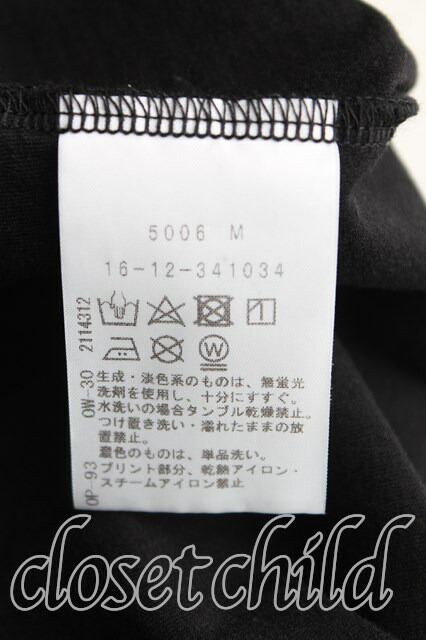 5006 M
16-12-341034
W
生成・淡色系のものは、無蛍光
洗剤を使用し、十分にすすぐ。
水洗いの場合タンブル乾燥禁止。
つけ置き洗い・濡れたままの放
置禁止。
濃色のものは、単品洗い。
プリント部分、乾熱アイロン・
スチームアイロン禁止
OP-93 OW-30 2114312
closet child